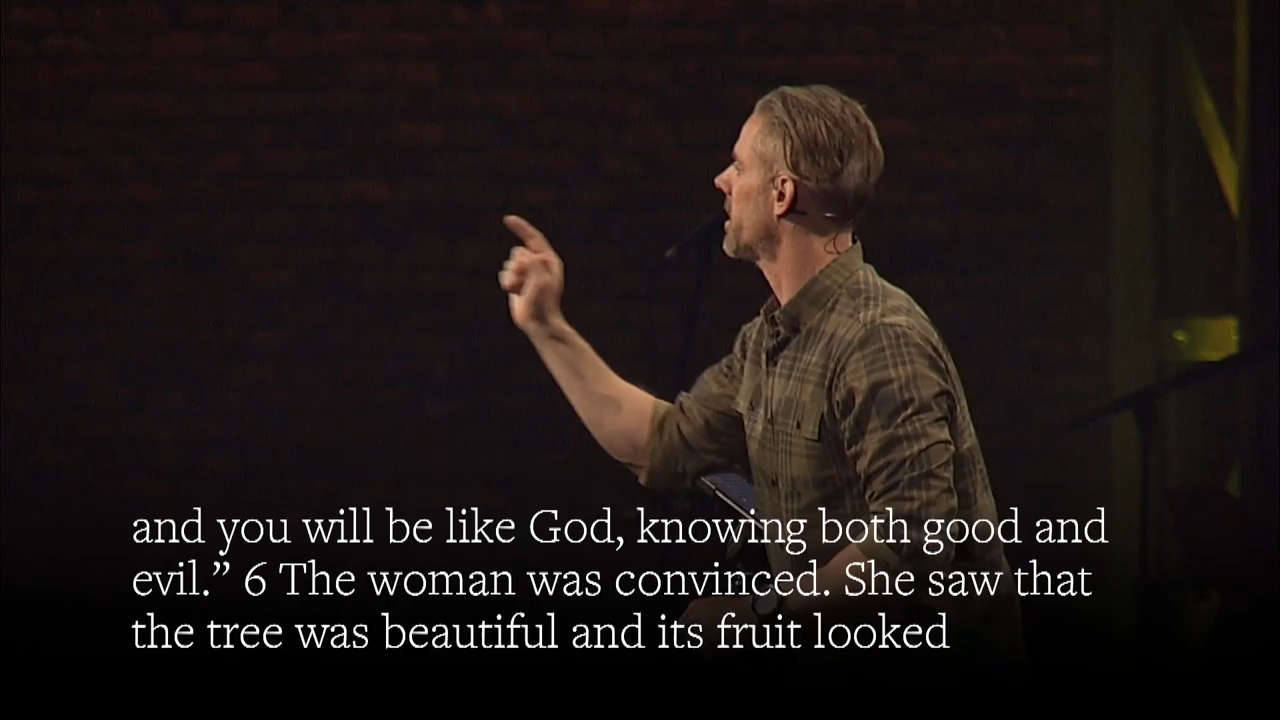 and you will be like God, knowing both good and
evil.” 6 The woman was convinced. She saw that
the tree was beautiful and its fruit looked